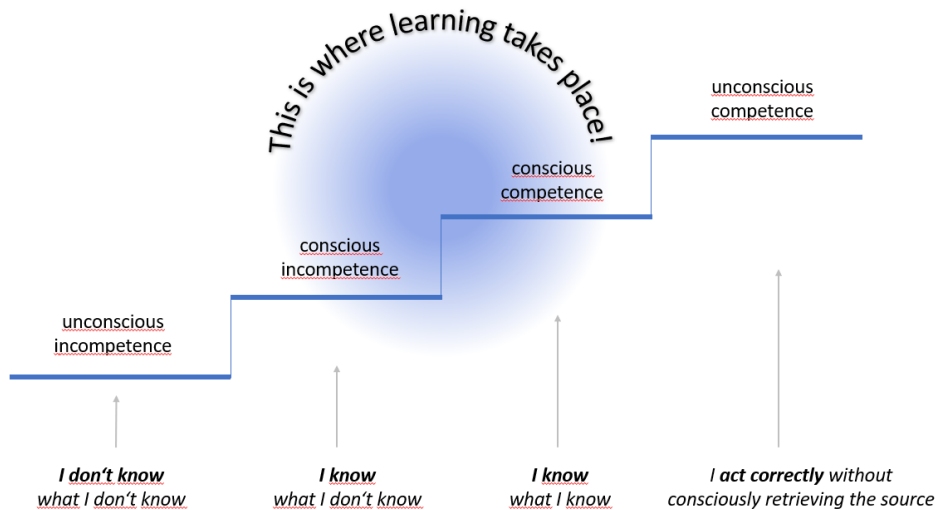 This is where learning takes place!
unconscious
competence
conscious
competence
conscious
incompetence
unconscious
incompetence
I don‘t know
what I don‘t know
I know
what I don‘t know
I know
what I know
I act correctly without
consciously retrieving the source